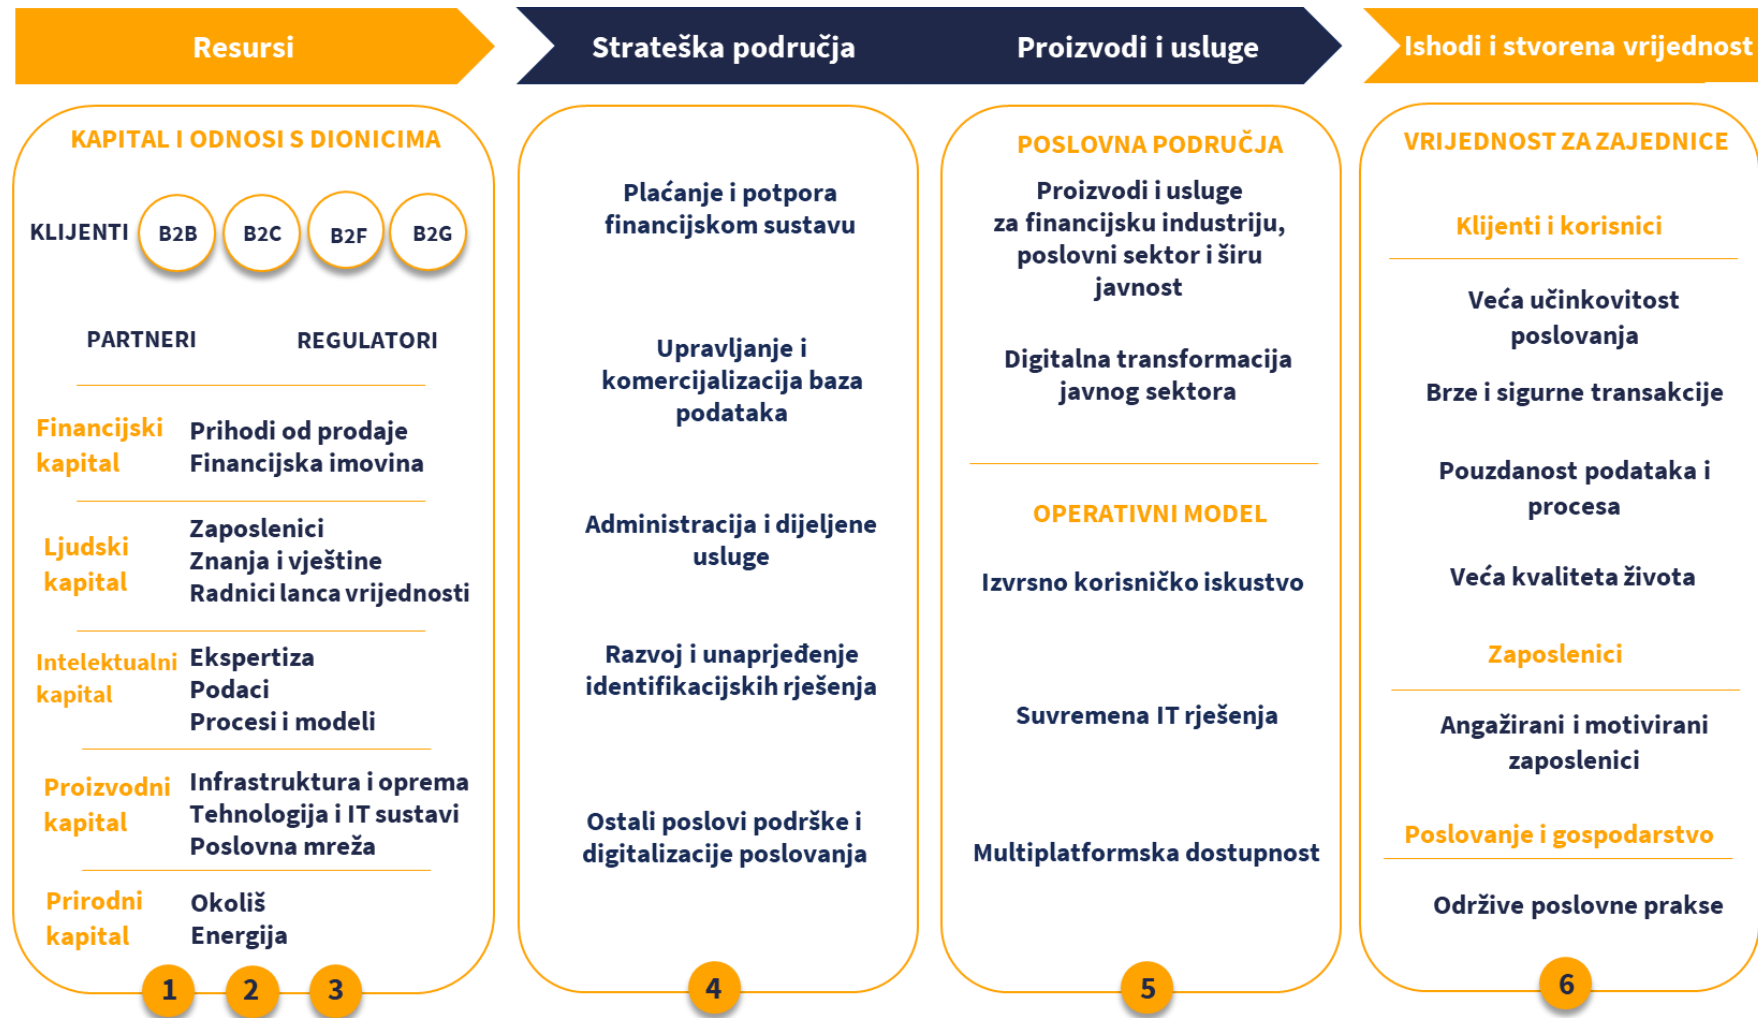 Resursi
Strateška područja
Proizvodi i usluge
Ishodi i stvorena vrijednost
KAPITAL I ODNOSI S DIONICIMA
KLIJENTI
B2B
B2C
B2F
B2G
PARTNERI
REGULATORI
Financijski
kapital
Prihodi od prodaje
Financijska imovina
Ljudski
kapital
Zaposlenici
Znanja i vještine
Radnici lanca vrijednosti
Intelektualni
kapital
Ekspertiza
Podaci
Procesi i modeli
Proizvodni
kapital
Infrastruktura i oprema
Tehnologija i IT sustavi
Poslovna mreža
Prirodni
kapital
Okoliš
Energija
1
2
3
Plaćanje i potpora
financijskom sustavu
Upravljanje i
komercijalizacija baza
podataka
Administracija i dijeljene
usluge
Razvoj i unaprjeđenje
identifikacijskih rješenja
Ostali poslovi podrške i
digitalizacije poslovanja
4
POSLOVNA PODRUČJA
Proizvodi i usluge
za financijsku industriju,
poslovni sektor i širu
javnost
Digitalna transformacija
javnog sektora
OPERATIVNI MODEL
Izvrsno korisničko iskustvo
Suvremena IT rješenja
Multiplatformska dostupnost
5
VRIJEDNOST ZA ZAJEDNICE
Klijenti i korisnici
Veća učinkovitost
poslovanja
Brze i sigurne transakcije
Pouzdanost podataka i
procesa
Veća kvaliteta života
Zaposlenici
Angažirani i motivirani
zaposlenici
Poslovanje i gospodarstvo
Održive poslovne prakse
6